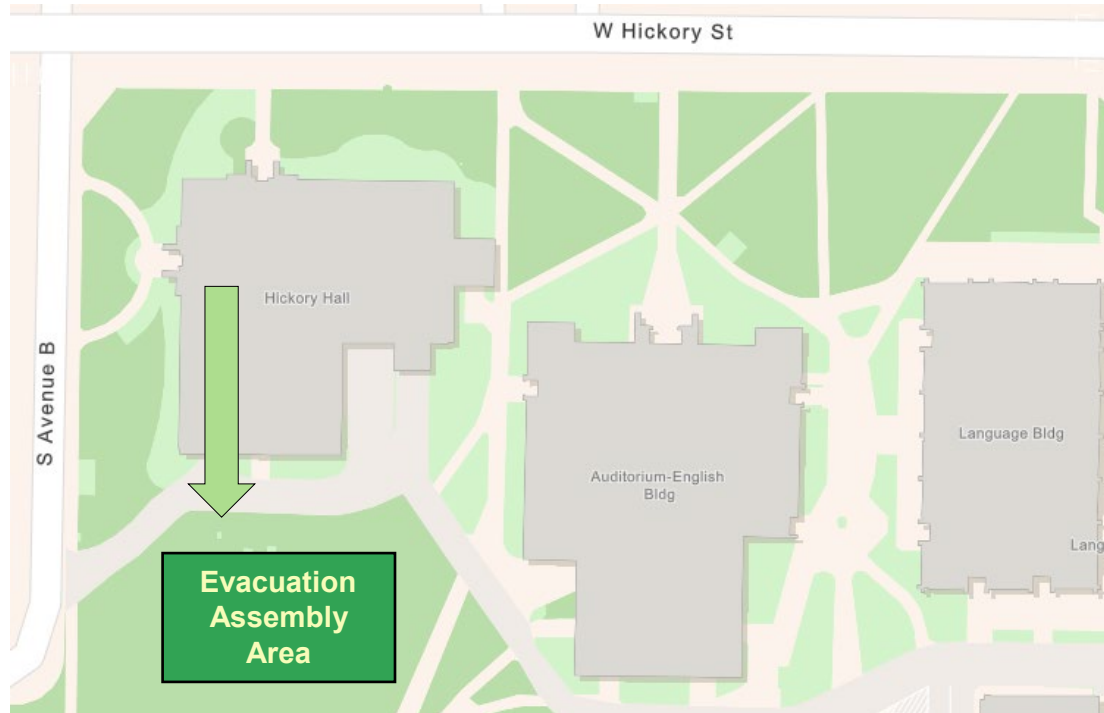 W Hickory St
S Avenue B
Hickory Hall
Language Bldg
Auditorium-English
Bldg
Lang
Evacuation
Assembly
Area